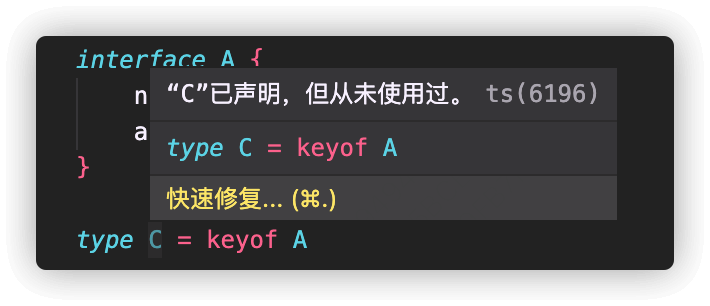 interface A {
n
“C”已声明，但从未使用过。 ts(6196)
a
type C = keyof A
}
快速修复... (⌘.)
type C = keyof A